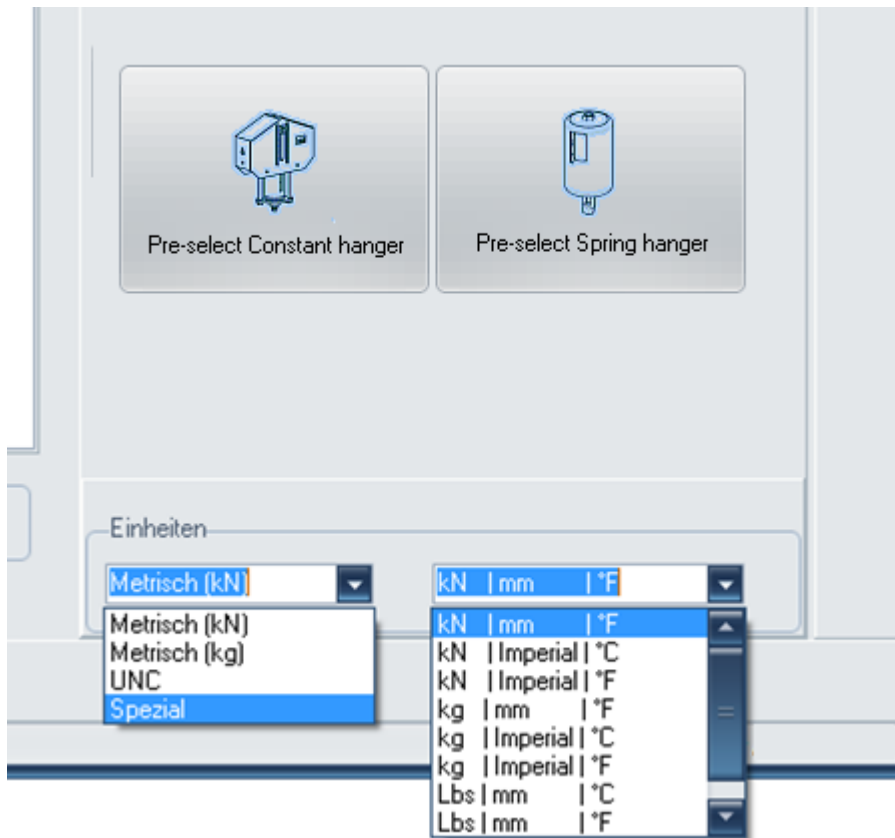 Pre-select Constant hanger
Pre-select Spring hanger
Einheiten
Metrisch (kN)
Metrisch (kN)
Metrisch (kg)
UNC
Spezial
kN | mm | °F
kN | mm | °F
kN | Imperial | °C
kN | Imperial | °F
kg | mm | °F
kg | Imperial | °C
kg | Imperial | °F
Lbs | mm | °C
Lbs | mm | °F